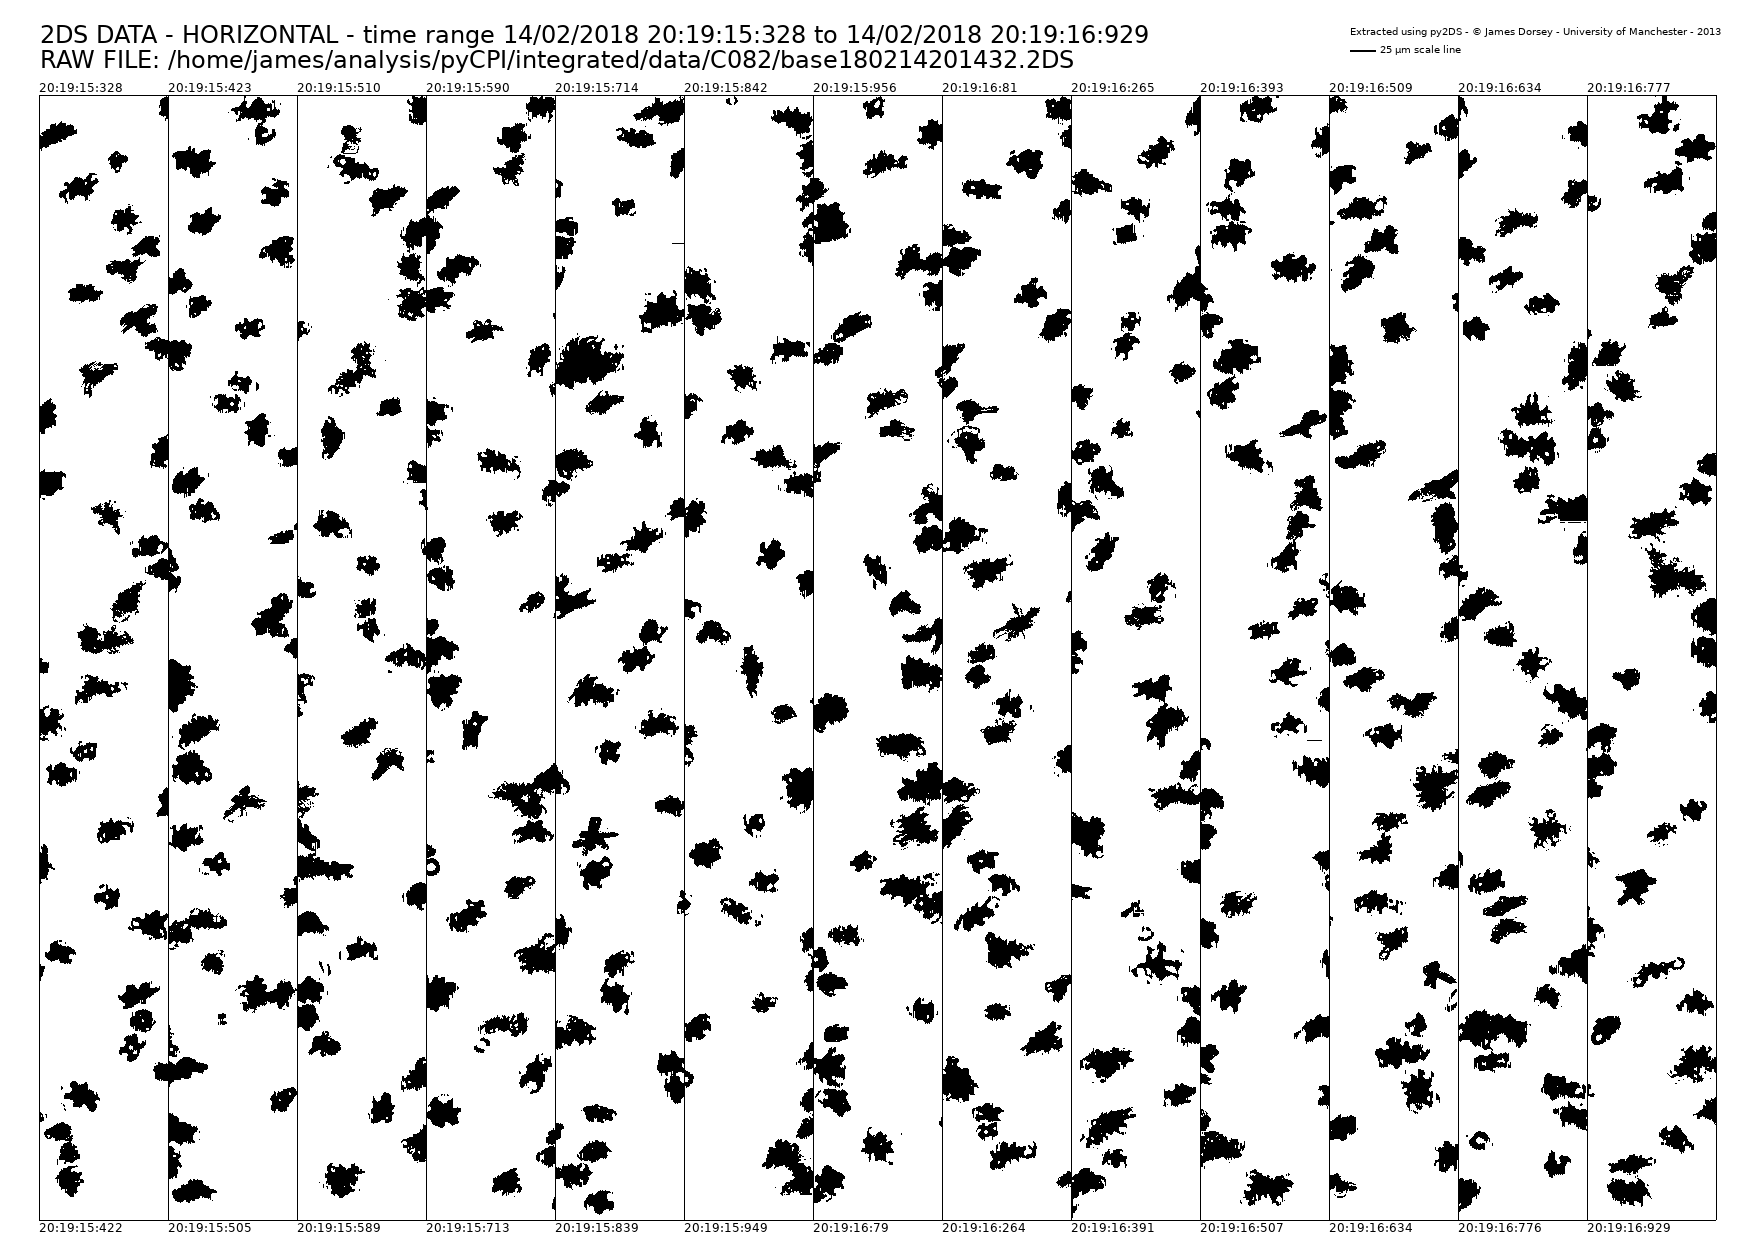 2DS DATA - HORIZONTAL - time range 14/02/2018 20:19:15:328 to 14/02/2018 20:19:16:929
RAW FILE: /home/james/analysis/pyCPI/integrated/data/C082/base180214201432.2DS
Extracted using py2DS - © James Dorsey - University of Manchester - 2013
25 µm scale line
20:19:15:328 20:19:15:423 20:19:15:510 20:19:15:590 20:19:15:714 20:19:15:842 20:19:15:956 20:19:16:81 20:19:16:265 20:19:16:393 20:19:16:509 20:19:16:634 20:19:16:777
20:19:15:422 20:19:15:505 20:19:15:589 20:19:15:713 20:19:15:839 20:19:15:949 20:19:16:79 20:19:16:264 20:19:16:391 20:19:16:507 20:19:16:634 20:19:16:776 20:19:16:929